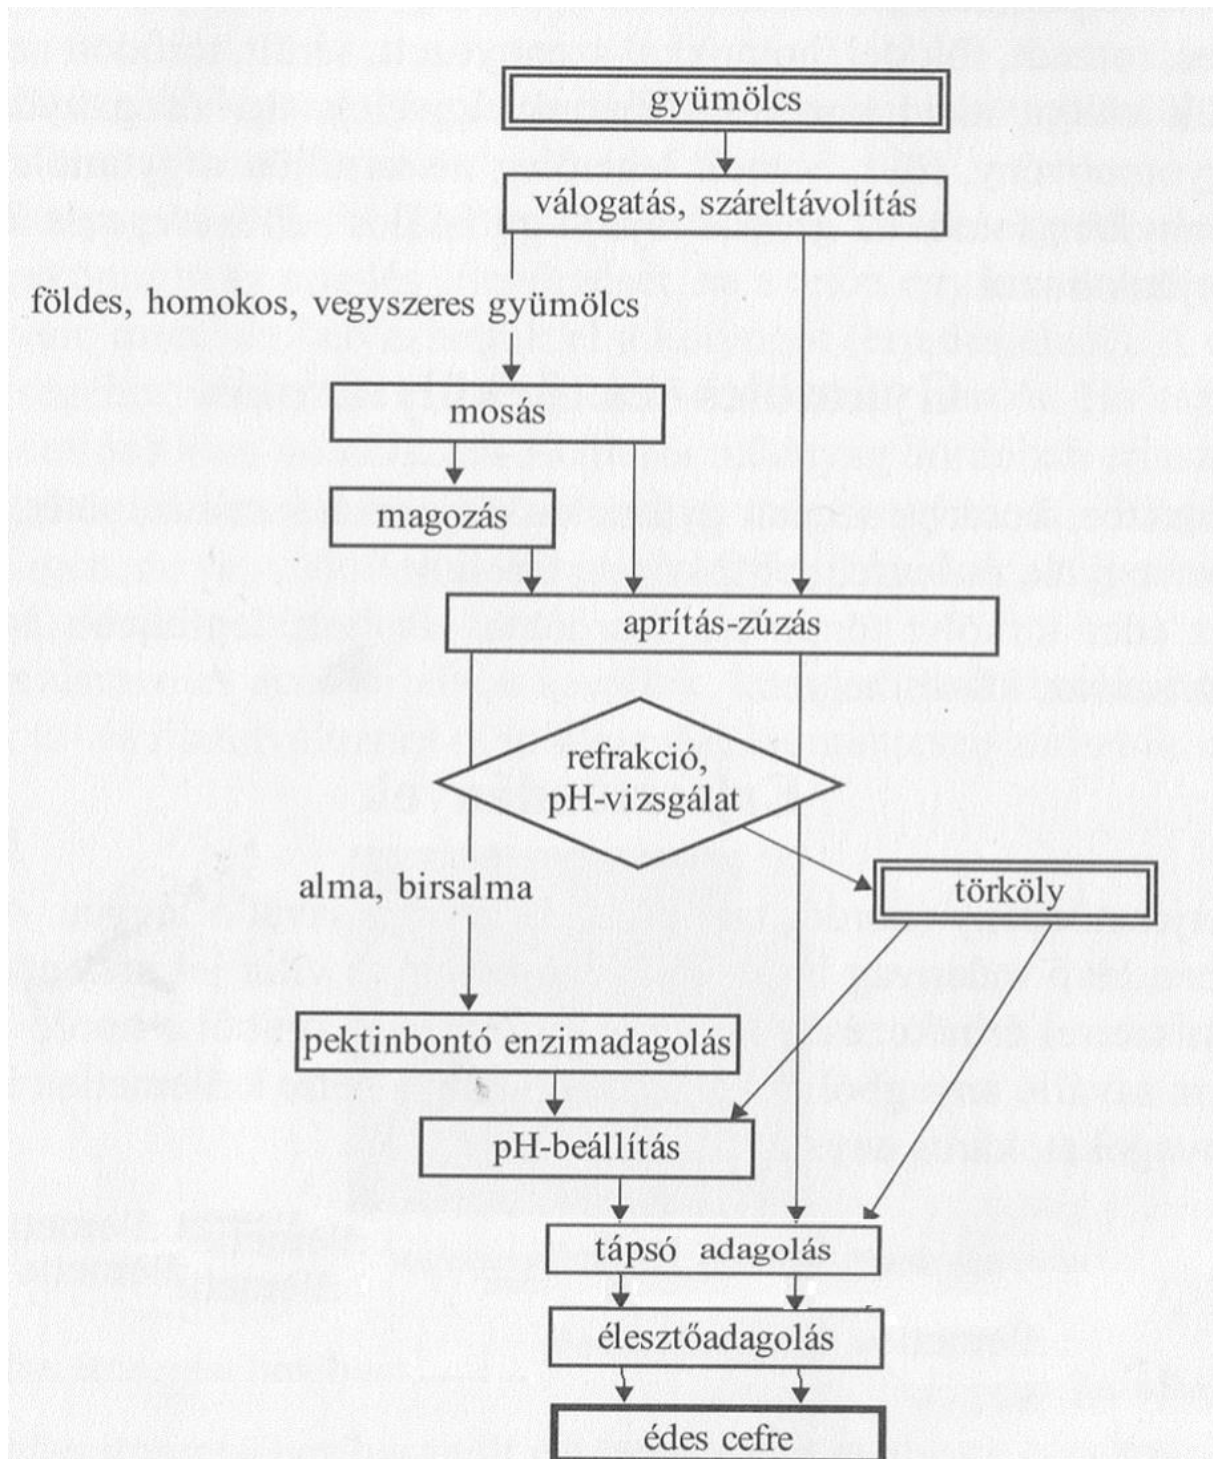 gyümölcs
válogatás, száreltávolítás
földes, homokos, vegyszeres gyümölcs
mosás
magozás
aprítás-zúzás
refrakció,
pH-vizsgálat
alma, birsalma
törköly
pektinbontó enzimadagolás
pH-beállítás
tápsó adagolás
élesztőadagolás
édes cefre